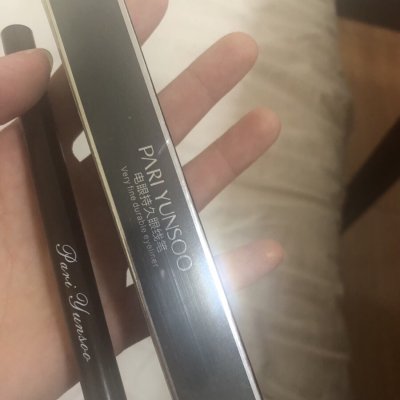 Pari Yunsoo
PARI YUNSOO
电眼持久眼线笔
Very fine durable eyeliner